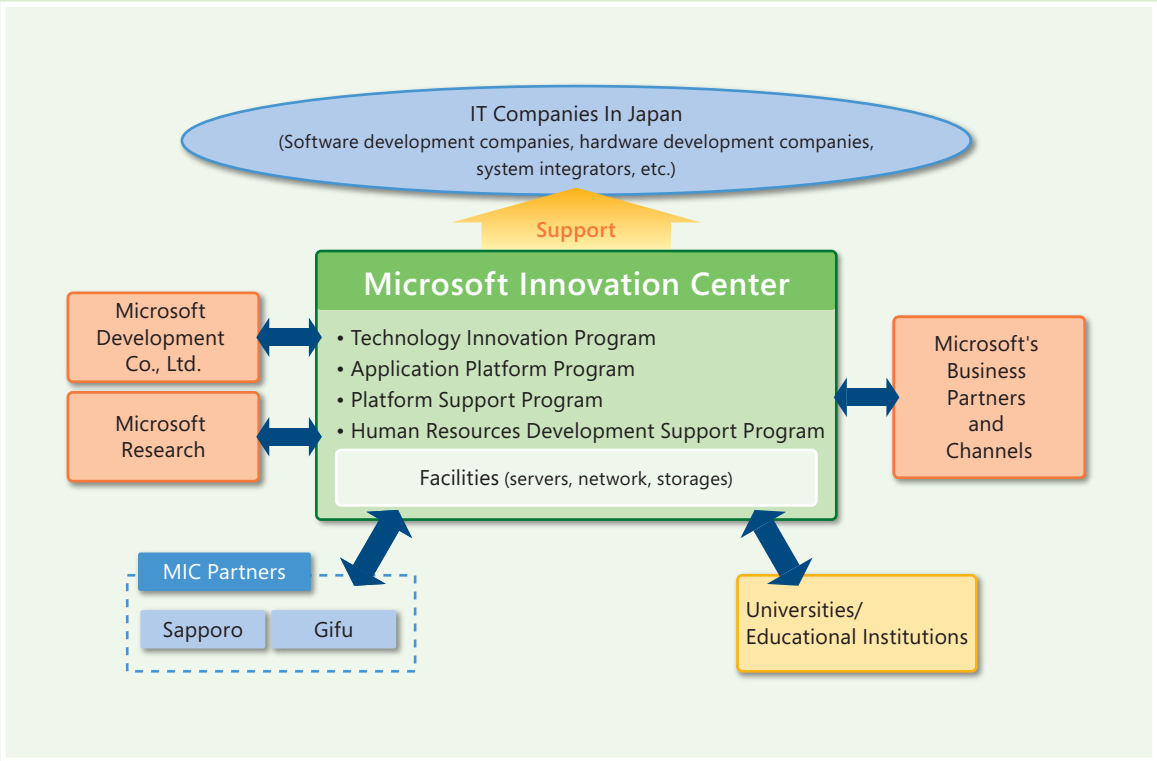 IT Companies In Japan
(Software development companies, hardware development companies,
system integrators, etc.)
Support
Microsoft Innovation Center
• Technology Innovation Program
• Application Platform Program
• Platform Support Program
• Human Resources Development Support Program
Facilities (servers, network, storages)
Microsoft
Development
Co., Ltd.
Microsoft
Research
Microsoft's
Business
Partners
and
Channels
MIC Partners
Sapporo
Gifu
Universities/
Educational Institutions